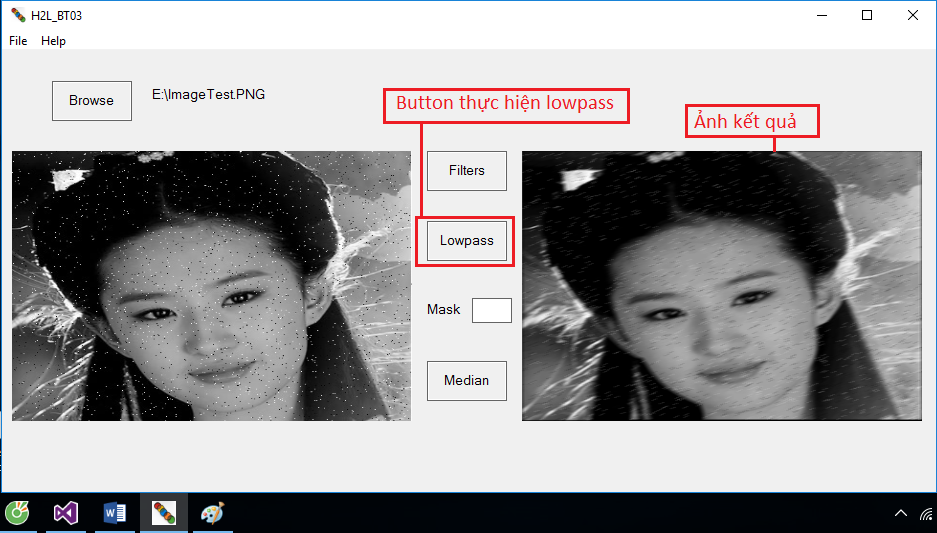 H2L_BT03
File Help
Browse E:\ImageTest.PNG
Button thực hiện lowpass
Ảnh kết quả
Filters
Lowpass
Mask
Median